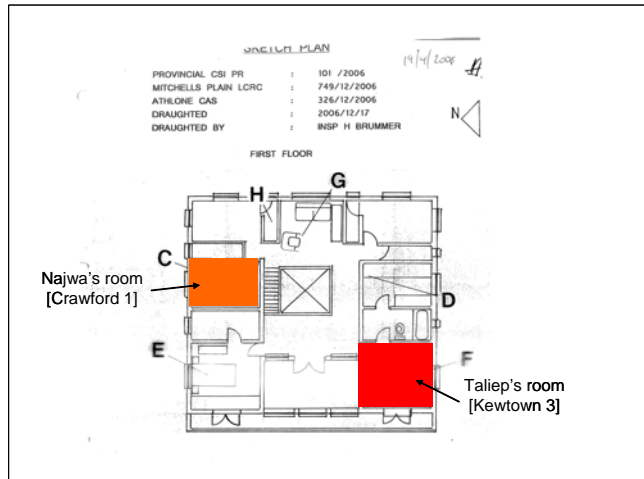 SKETCH PLAN
19/4/2008
PROVINCIAL CSI PR : 101 /2006
MITCHELLS PLAIN LCRC : 749/12/2006
ATHLONE CAS : 326/12/2006
DRAUGHTED : 2006/12/17
DRAUGHTED BY : INSP H BRUMMER
N
FIRST FLOOR
G
H
C
Najwa's room
[Crawford 1]
D
E
F
Taliep's room
[Kewtown 3]